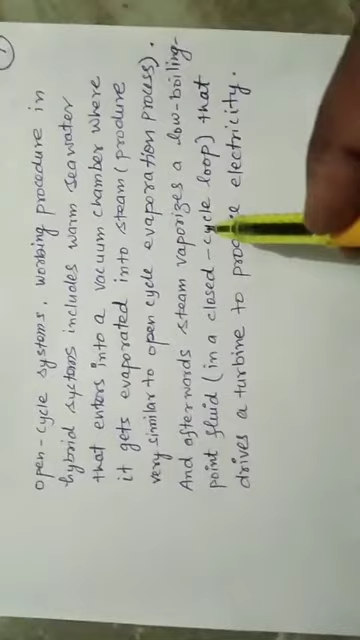 open-cycle systems. working procedure in
hybrid systems includes warm seawater
that enters into a vacuum chamber where
it gets evaporated into steam (produre
very similar to open cycle evaporation process).
And afterwords steam vaporizes a low-boiling-
point fluid (in a closed-cycle loop) that
drives a turbine to electricity.